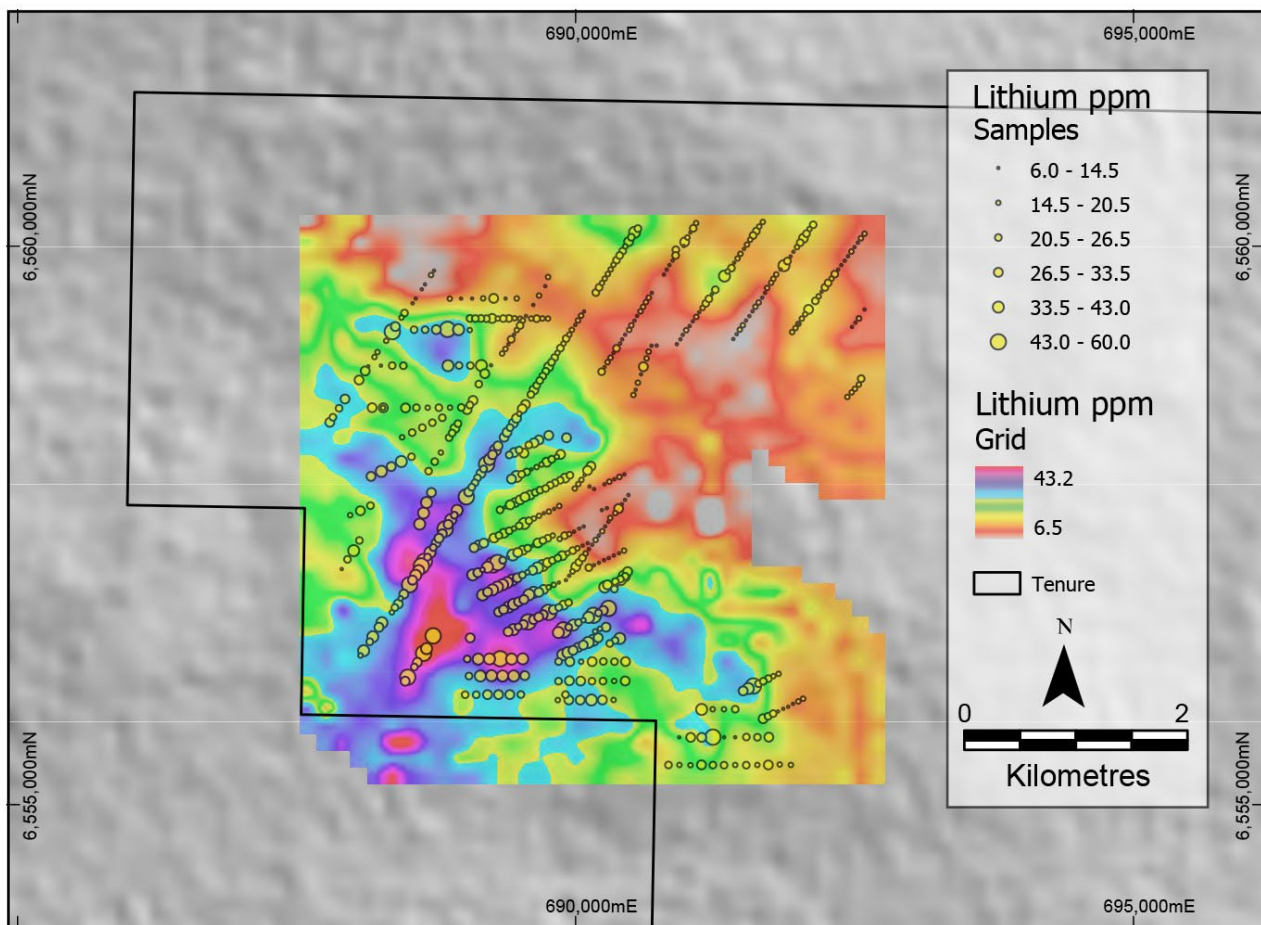 690,000mE
695,000mE
6,560,000mN
6,560,000mN
Lithium ppm
Samples
6.0 - 14.5
14.5 - 20.5
20.5 - 26.5
26.5 - 33.5
33.5 - 43.0
43.0 - 60.0
Lithium ppm
Grid
43.2
6.5
Tenure
N
0
2
Kilometres
6,555,000mN
6,555,000mN
690,000mE
695,000mE